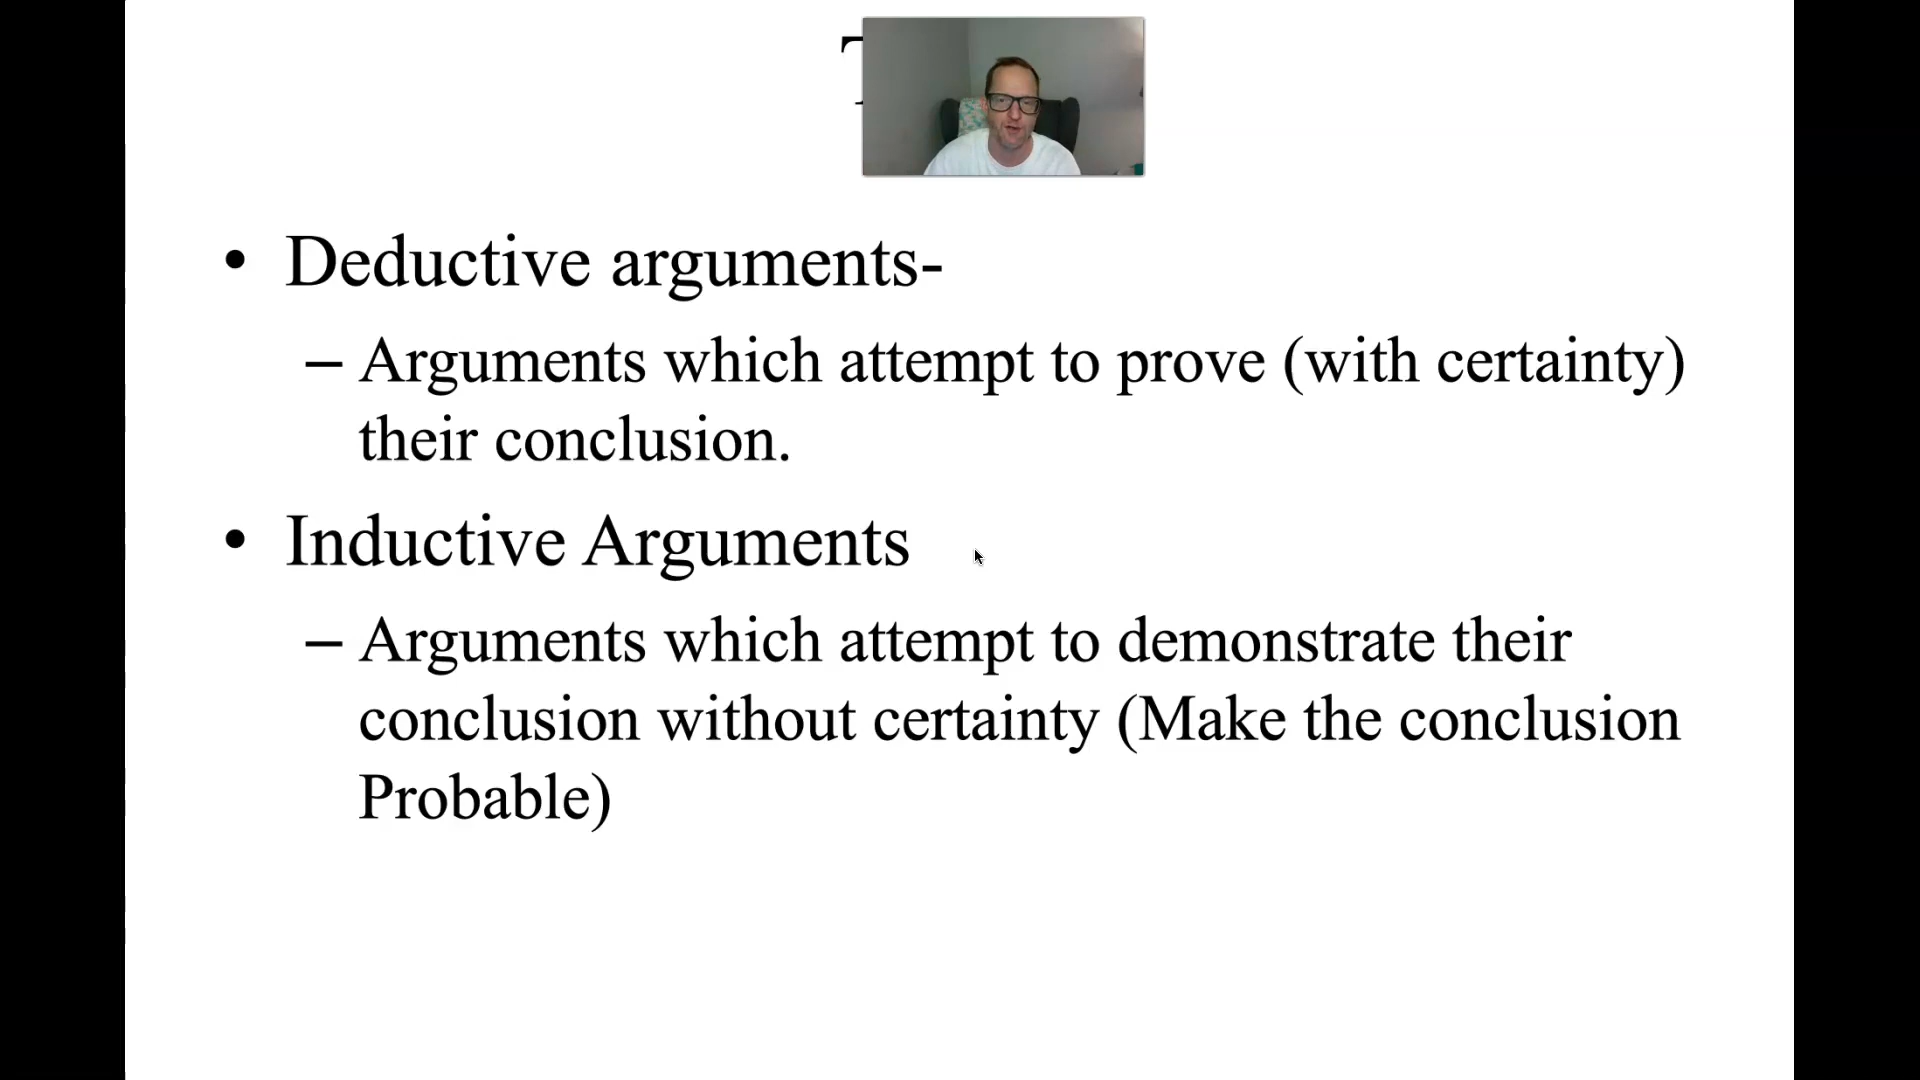 • Deductive arguments-
– Arguments which attempt to prove (with certainty)
their conclusion.
• Inductive Arguments
– Arguments which attempt to demonstrate their
conclusion without certainty (Make the conclusion
Probable)